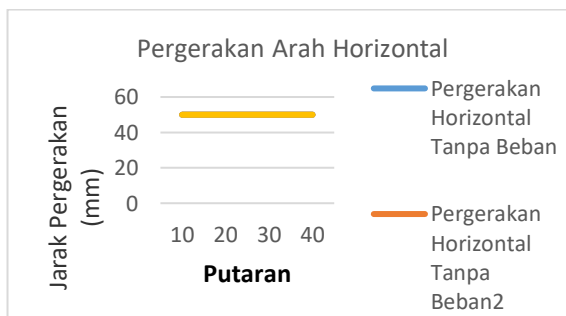 Pergerakan Arah Horizontal
Jarak Pergerakan
(mm)
60
40
20
0
10 20 30 40
Putaran
Pergerakan
Horizontal
Tanpa Beban
Pergerakan
Horizontal
Tanpa
Beban2